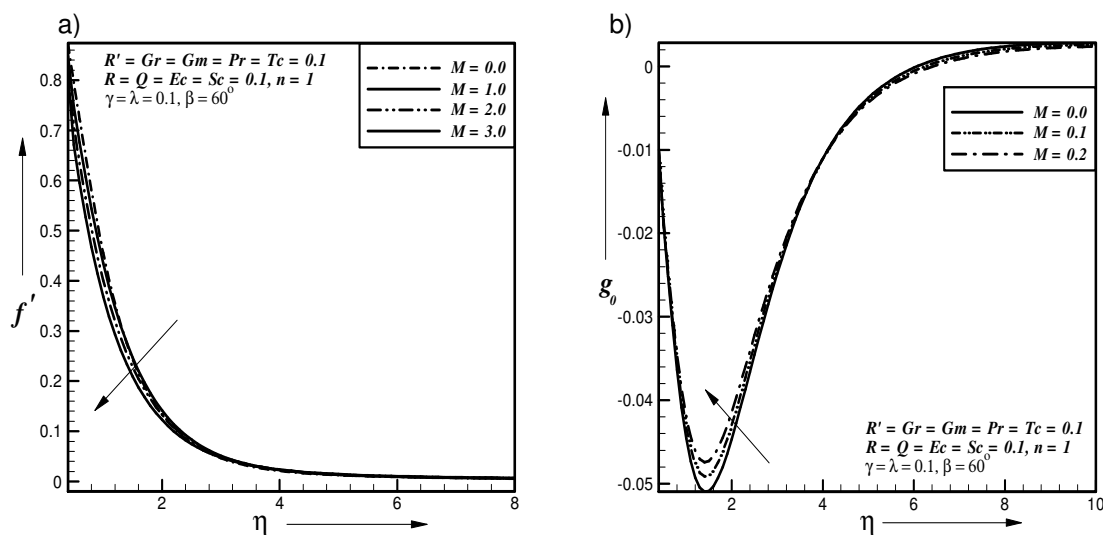 a)
R' = Gr = Gm = Pr = Tc = 0.1
R = Q = Ec = Sc = 0.1, n = 1
γ = λ = 0.1, β = 60°
M = 0.0
M = 1.0
M = 2.0
M = 3.0
0.8
0.7
0.6
0.5
0.4
0.3
0.2
0.1
0
f'
2
4
6
8
η
b)
0
-0.01
-0.02
-0.03
-0.04
-0.05
g₀
M = 0.0
M = 0.1
M = 0.2
R' = Gr = Gm = Pr = Tc = 0.1
R = Q = Ec = Sc = 0.1, n = 1
γ = λ = 0.1, β = 60°
2
4
6
8
10
η